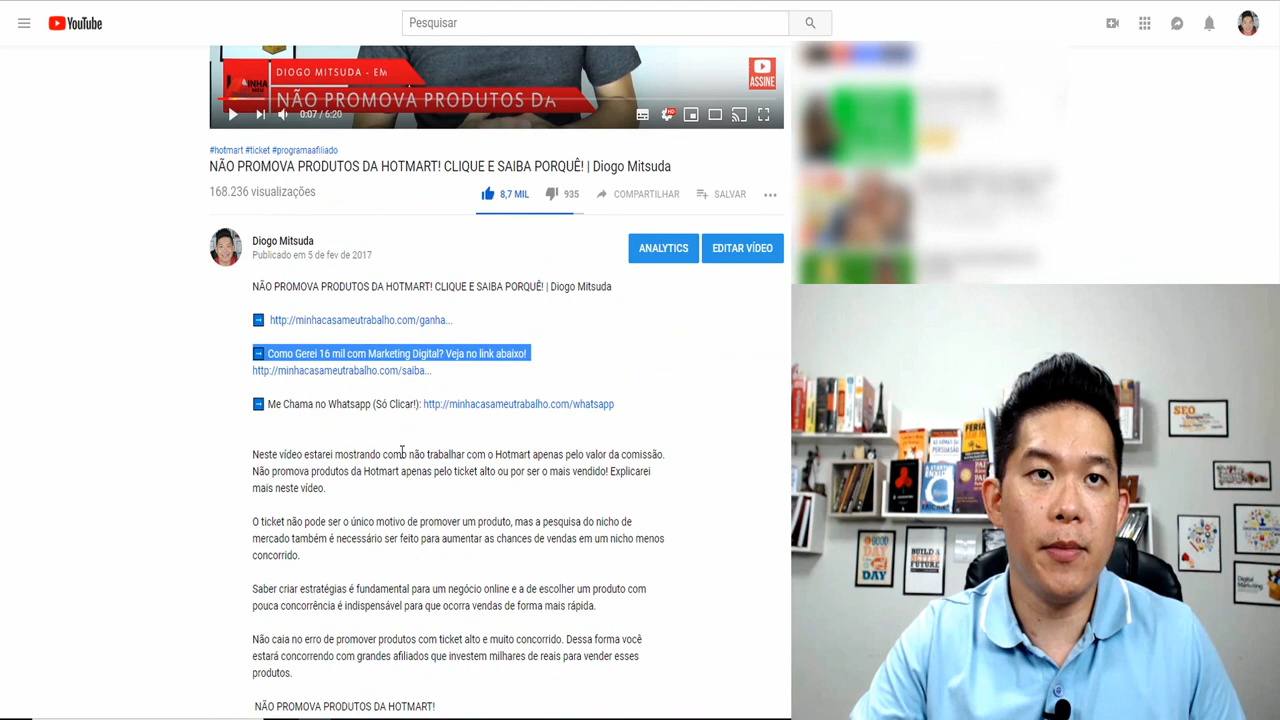 YouTube
Pesquisar
DIOGO MITSUDA - EM
ASSINE
NÃO PROMOVA PRODUTOS DA
0:07 / 6:20
#hotmart #ticket #programaafiliado
NÃO PROMOVA PRODUTOS DA HOTMART! CLIQUE E SAIBA PORQUÊ! | Diogo Mitsuda
168.236 visualizações
8,7 MIL
935
COMPARTILHAR
SALVAR
Diogo Mitsuda
Publicado em 5 de fev de 2017
ANALYTICS
EDITAR VÍDEO
NÃO PROMOVA PRODUTOS DA HOTMART! CLIQUE E SAIBA PORQUÊ! | Diogo Mitsuda
http://minhacasameutrabalho.com/ganha...
Como Gerei 16 mil com Marketing Digital? Veja no link abaixo!
http://minhacasameutrabalho.com/saiba...
Me Chama no Whatsapp (Só Clicar!): http://minhacasameutrabalho.com/whatsapp
Neste vídeo estarei mostrando como não trabalhar com o Hotmart apenas pelo valor da comissão.
Não promova produtos da Hotmart apenas pelo ticket alto ou por ser o mais vendido! Explicarei
mais neste vídeo.
O ticket não pode ser o único motivo de promover um produto, mas a pesquisa do nicho de
mercado também é necessário ser feito para aumentar as chances de vendas em um nicho menos
concorrido.
Saber criar estratégias é fundamental para um negócio online e a de escolher um produto com
pouca concorrência é indispensável para que ocorra vendas de forma mais rápida.
Não caia no erro de promover produtos com ticket alto e muito concorrido. Dessa forma você
estará concorrendo com grandes afiliados que investem milhares de reais para vender esses
produtos.
NÃO PROMOVA PRODUTOS DA HOTMART!
SEO
GOOD
DAY
BUILD A
BETTER
FUTURE